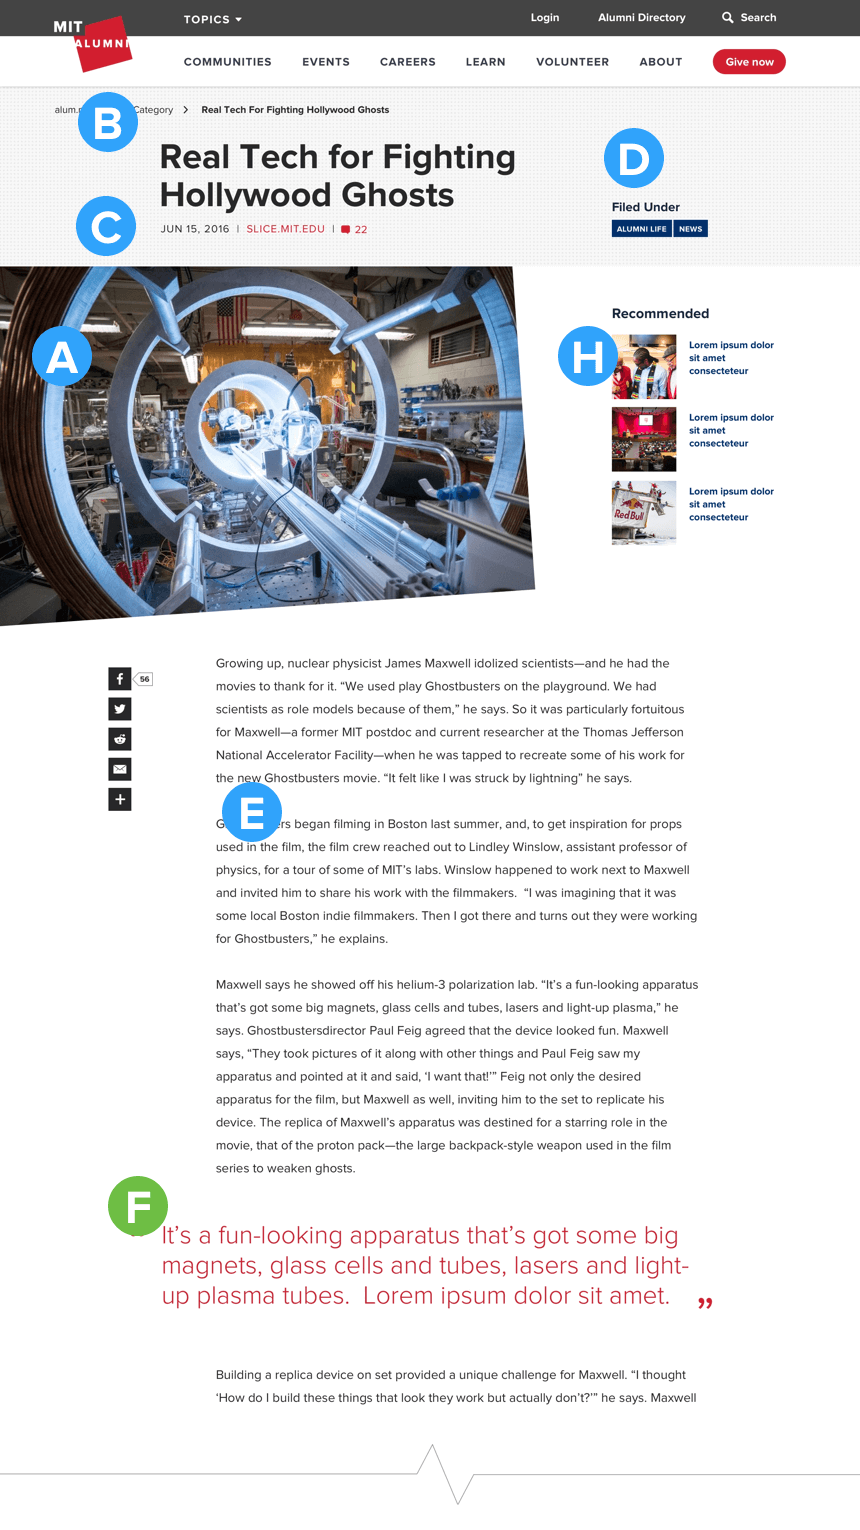 MIT
ALUMNI
TOPICS
Login
Alumni Directory
Search
COMMUNITIES
EVENTS
CAREERS
LEARN
VOLUNTEER
ABOUT
Give now
Category > Real Tech For Fighting Hollywood Ghosts
B
Real Tech for Fighting
Hollywood Ghosts
C
JUN 15, 2016 | SLICE.MIT.EDU | 22
D
Filed Under
ALUMNI LIFE
NEWS
A
Recommended
H
Lorem ipsum dolor
sit amet
consecteteur
Lorem ipsum dolor
sit amet
consecteteur
Red Bull
Lorem ipsum dolor
sit amet
consecteteur
56
Growing up, nuclear physicist James Maxwell idolized scientists—and he had the
movies to thank for it. “We used play Ghostbusters on the playground. We had
scientists as role models because of them,” he says. So it was particularly fortuitous
for Maxwell—a former MIT postdoc and current researcher at the Thomas Jefferson
National Accelerator Facility—when he was tapped to recreate some of his work for
the new Ghostbusters movie. “It felt like I was struck by lightning” he says.
E
began filming in Boston last summer, and, to get inspiration for props
used in the film, the film crew reached out to Lindley Winslow, assistant professor of
physics, for a tour of some of MIT’s labs. Winslow happened to work next to Maxwell
and invited him to share his work with the filmmakers.  “I was imagining that it was
some local Boston indie filmmakers. Then I got there and turns out they were working
for Ghostbusters,” he explains.
Maxwell says he showed off his helium-3 polarization lab. “It’s a fun-looking apparatus
that’s got some big magnets, glass cells and tubes, lasers and light-up plasma,” he
says. Ghostbustersdirector Paul Feig agreed that the device looked fun. Maxwell
says, “They took pictures of it along with other things and Paul Feig saw my
apparatus and pointed at it and said, ‘I want that!’” Feig not only the desired
apparatus for the film, but Maxwell as well, inviting him to the set to replicate his
device. The replica of Maxwell’s apparatus was destined for a starring role in the
movie, that of the proton pack—the large backpack-style weapon used in the film
series to weaken ghosts.
F
It’s a fun-looking apparatus that’s got some big
magnets, glass cells and tubes, lasers and light-
up plasma tubes.  Lorem ipsum dolor sit amet. ”
Building a replica device on set provided a unique challenge for Maxwell. “I thought
‘How do I build these things that look they work but actually don’t?’” he says. Maxwell